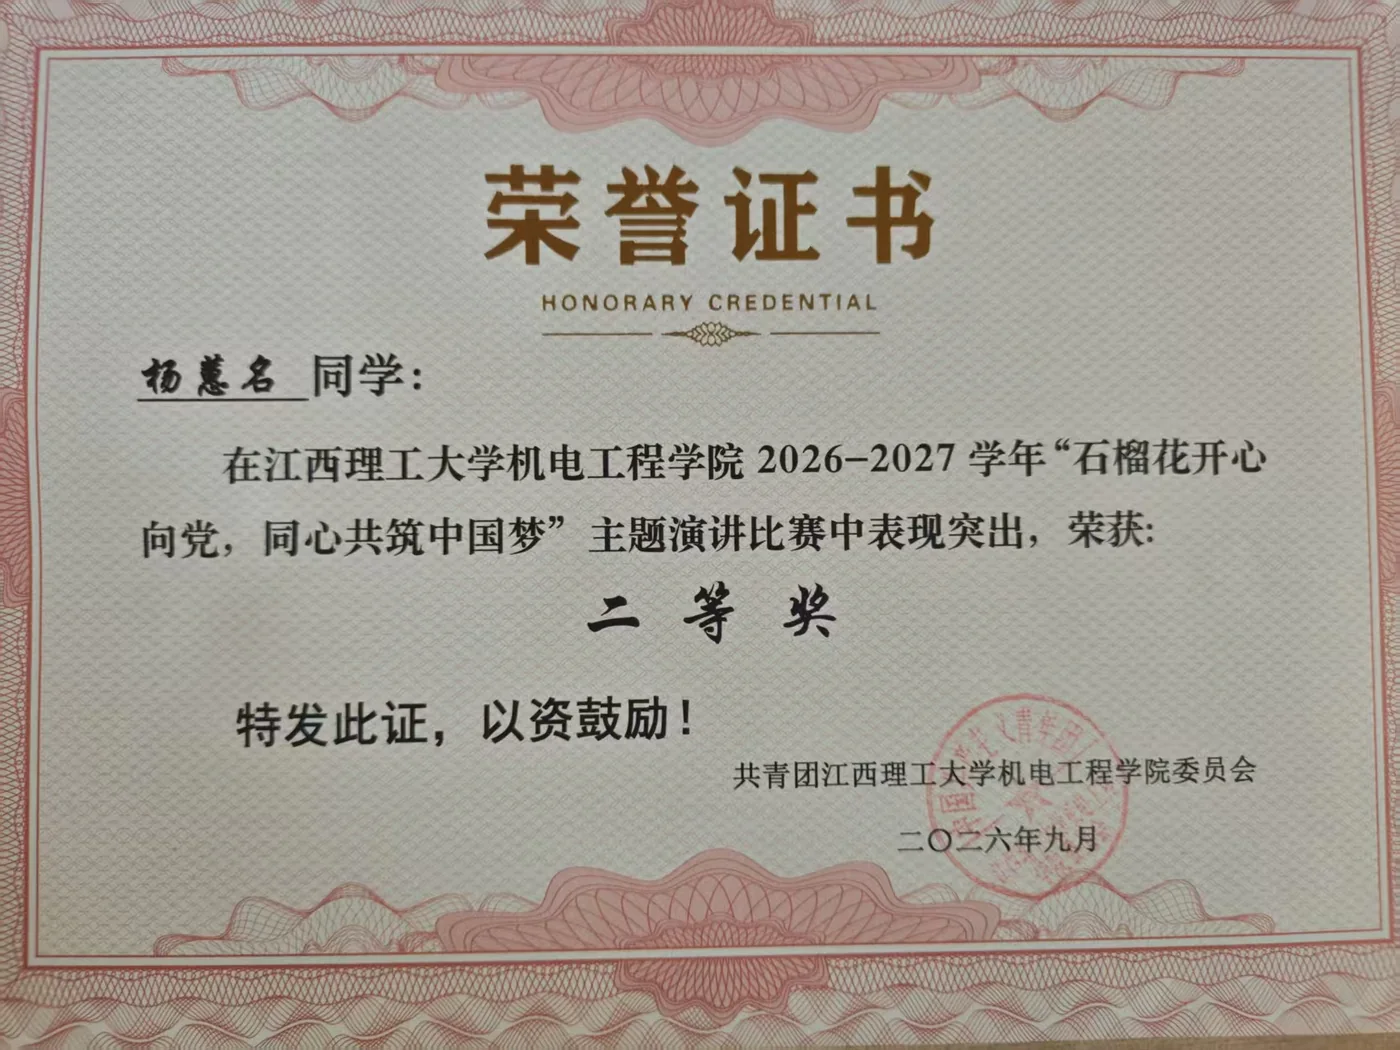 荣誉证书
HONORARY CREDENTIAL
杨蕙名 同学：
在江西理工大学机电工程学院 2026-2027 学年“石榴花开心
向党，同心共筑中国梦”主题演讲比赛中表现突出，荣获：
二 等 奖
特发此证，以资鼓励！
共青团江西理工大学机电工程学院委员会
二〇二六年九月